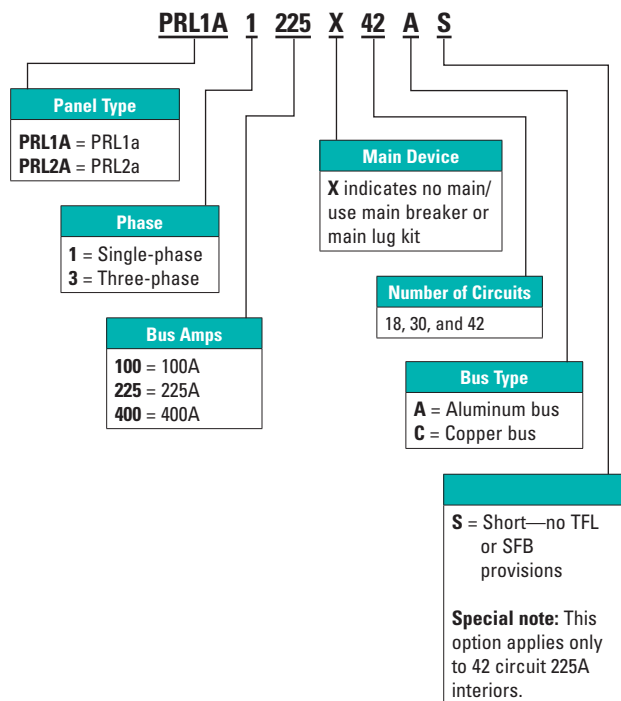 PRL1A 1 225 X 42 A S
Panel Type
PRL1A = PRL1a
PRL2A = PRL2a
Phase
1 = Single-phase
3 = Three-phase
Bus Amps
100 = 100A
225 = 225A
400 = 400A
Main Device
X indicates no main/
use main breaker or
main lug kit
Number of Circuits
18, 30, and 42
Bus Type
A = Aluminum bus
C = Copper bus
S = Short—no TFL
or SFB
provisions
Special note: This
option applies only
to 42 circuit 225A
interiors.